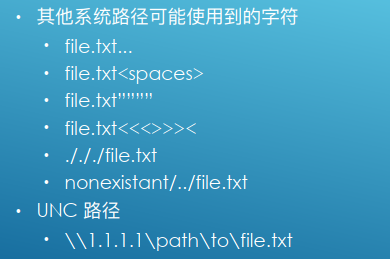 其他系统路径可能使用到的字符
file.txt...
file.txt<spaces>
file.txt””””
file.txt<<<>>><
./././file.txt
nonexistant/../file.txt
UNC 路径
\\1.1.1.1\path\to\file.txt